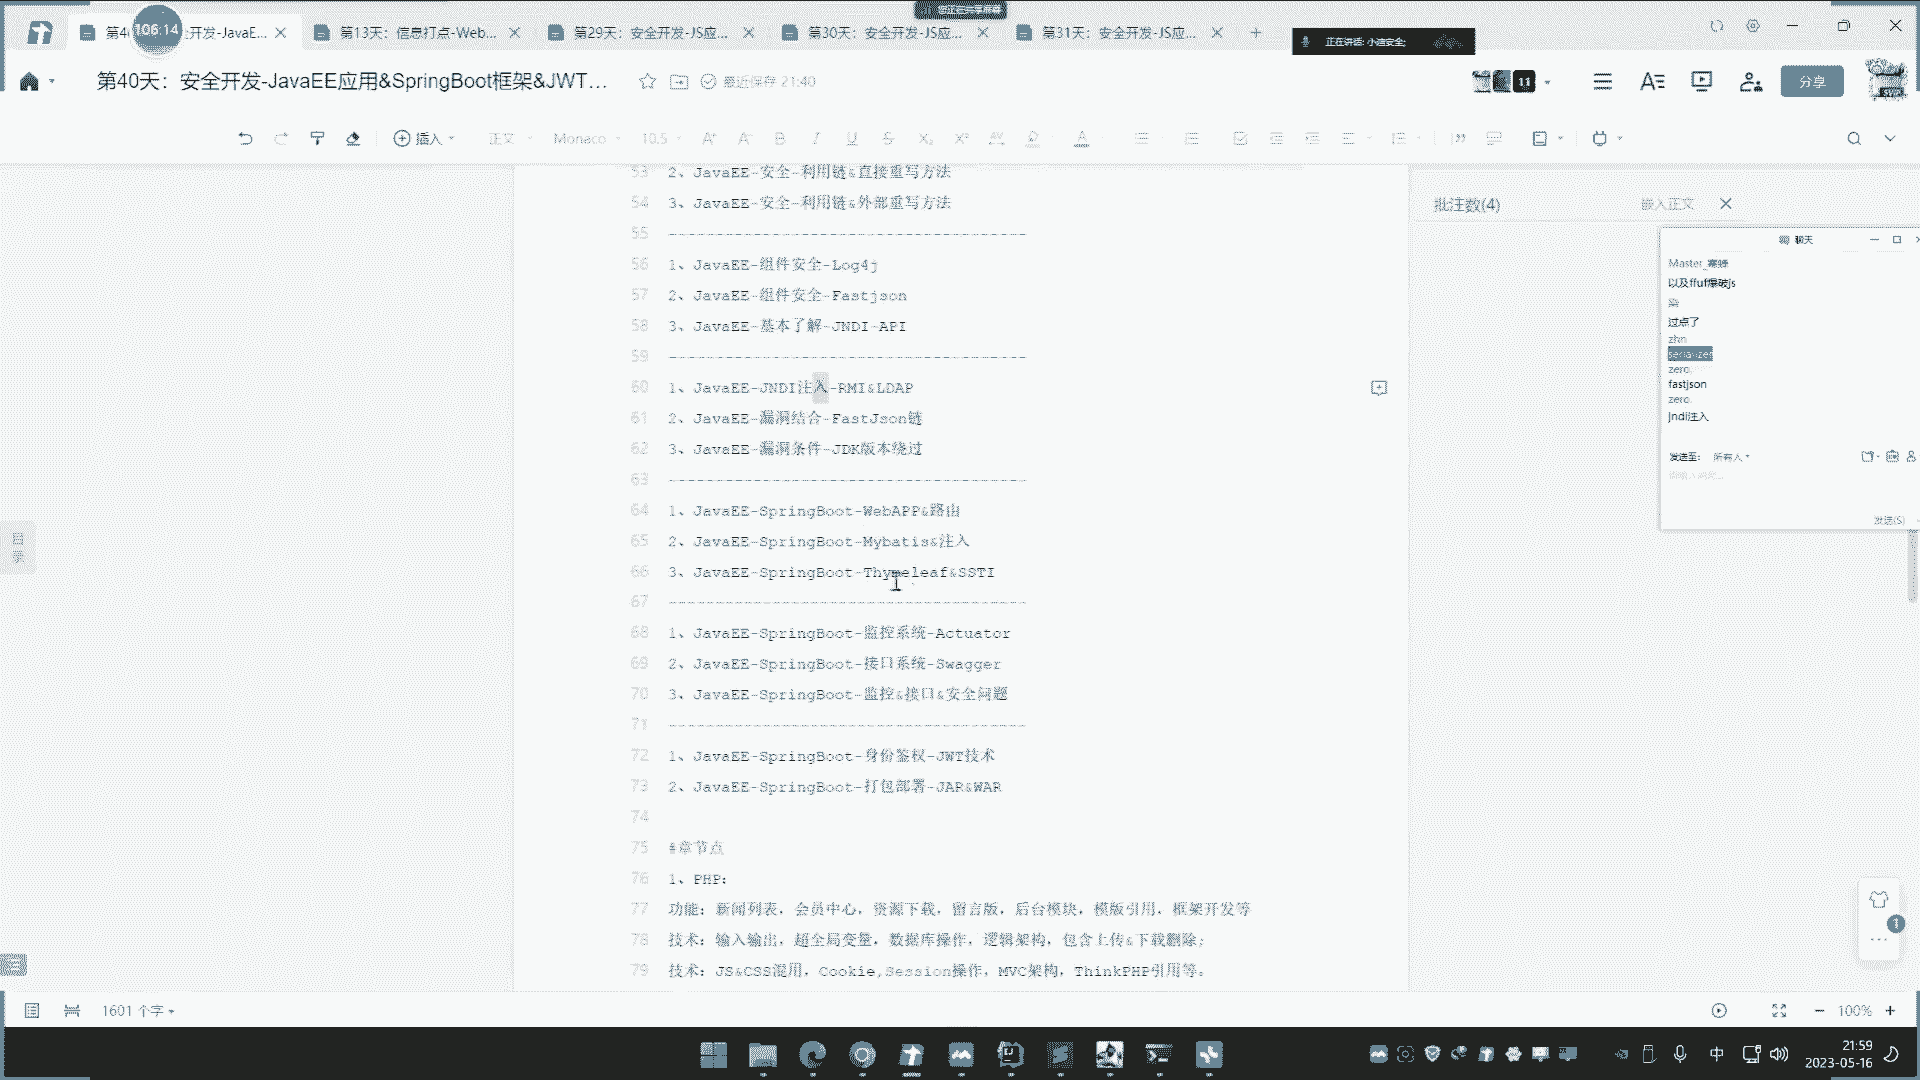 106:14
第13天：信息打点-Web...
第29天：安全开发-JS应...
第30天：安全开发-JS应...
第31天：安全开发-JS应...
第40天：安全开发-JavaEE应用&SpringBoot框架&JWT...
最近保存 21:40
11
分享
插入
正文
Monaco
10.5
53 2、JavaEE-安全-利用链&直接重写方法
54 3、JavaEE-安全-利用链&外部重写方法
55 ----------------------------------------
56 1、JavaEE-组件安全-Log4j
57 2、JavaEE-组件安全-Fastjson
58 3、JavaEE-基本了解-JNDI-API
59 ----------------------------------------
60 1、JavaEE-JNDI注入-RMI&LDAP
61 2、JavaEE-漏洞结合-FastJson链
62 3、JavaEE-漏洞条件-JDK版本绕过
63 ----------------------------------------
64 1、JavaEE-SpringBoot-WebAPP&路由
65 2、JavaEE-SpringBoot-Mybatis&注入
66 3、JavaEE-SpringBoot-Thymeleaf&SSTI
67 ----------------------------------------
68 1、JavaEE-SpringBoot-监控系统-Actuator
69 2、JavaEE-SpringBoot-接口系统-Swagger
70 3、JavaEE-SpringBoot-监控&接口&安全问题
71 ----------------------------------------
72 1、JavaEE-SpringBoot-身份鉴权-JWT技术
73 2、JavaEE-SpringBoot-打包部署-JAR&WAR
74
75 #章节点
76 1、PHP：
77 功能：新闻列表，会员中心，资源下载，留言版，后台模块，模版引用，框架开发等
78 技术：输入输出，超全局变量，数据库操作，逻辑架构，包含上传&下载删除；
79 技术：JS&CSS混用，Cookie,Session操作，MVC架构，ThinkPHP引用等。
批注数(4)
嵌入正文
聊天
以及ffuf爆破js
过点了
zhn
zero.
fastjson
zero.
jndi注入
发送至：
所有人
发送(S)
目录
1
1601 个字
100%
中
21:59
2023-05-16